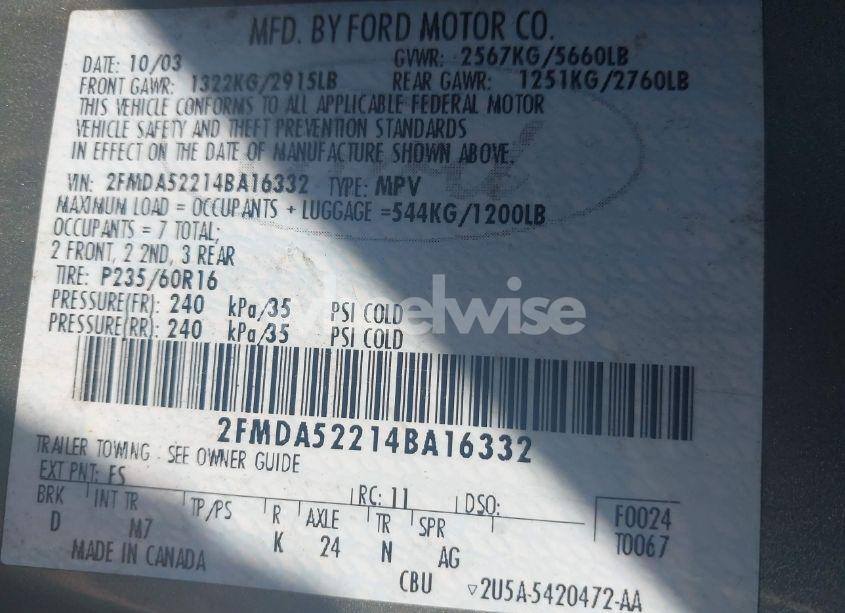 MFD. BY FORD MOTOR CO.
DATE: 10/03 GVWR: 2567KG/5660LB
FRONT GAWR: 1322KG/2915LB REAR GAWR: 1251KG/2760LB
THIS VEHICLE CONFORMS TO ALL APPLICABLE FEDERAL MOTOR
VEHICLE SAFETY AND THEFT PREVENTION STANDARDS
IN EFFECT ON THE DATE OF MANUFACTURE SHOWN ABOVE.
VIN: 2FMDA52214BA16332 TYPE: MPV
MAXIMUM LOAD = OCCUPANTS + LUGGAGE =544KG/1200LB
OCCUPANTS = 7 TOTAL;
2 FRONT, 2 2ND, 3 REAR
TIRE: P235/60R16
PRESSURE(FR): 240 kPa/35 PSI COLD
PRESSURE(RR): 240 kPa/35 PSI COLD
2FMDA52214BA16332
TRAILER TOWING - SEE OWNER GUIDE
EXT PNT: FS RC: 11 DSO:
BRK INT TR TP/PS R AXLE TR SPR F0024
D M7 K 24 N AG T0067
MADE IN CANADA CBU ▽2U5A-5420472-AA